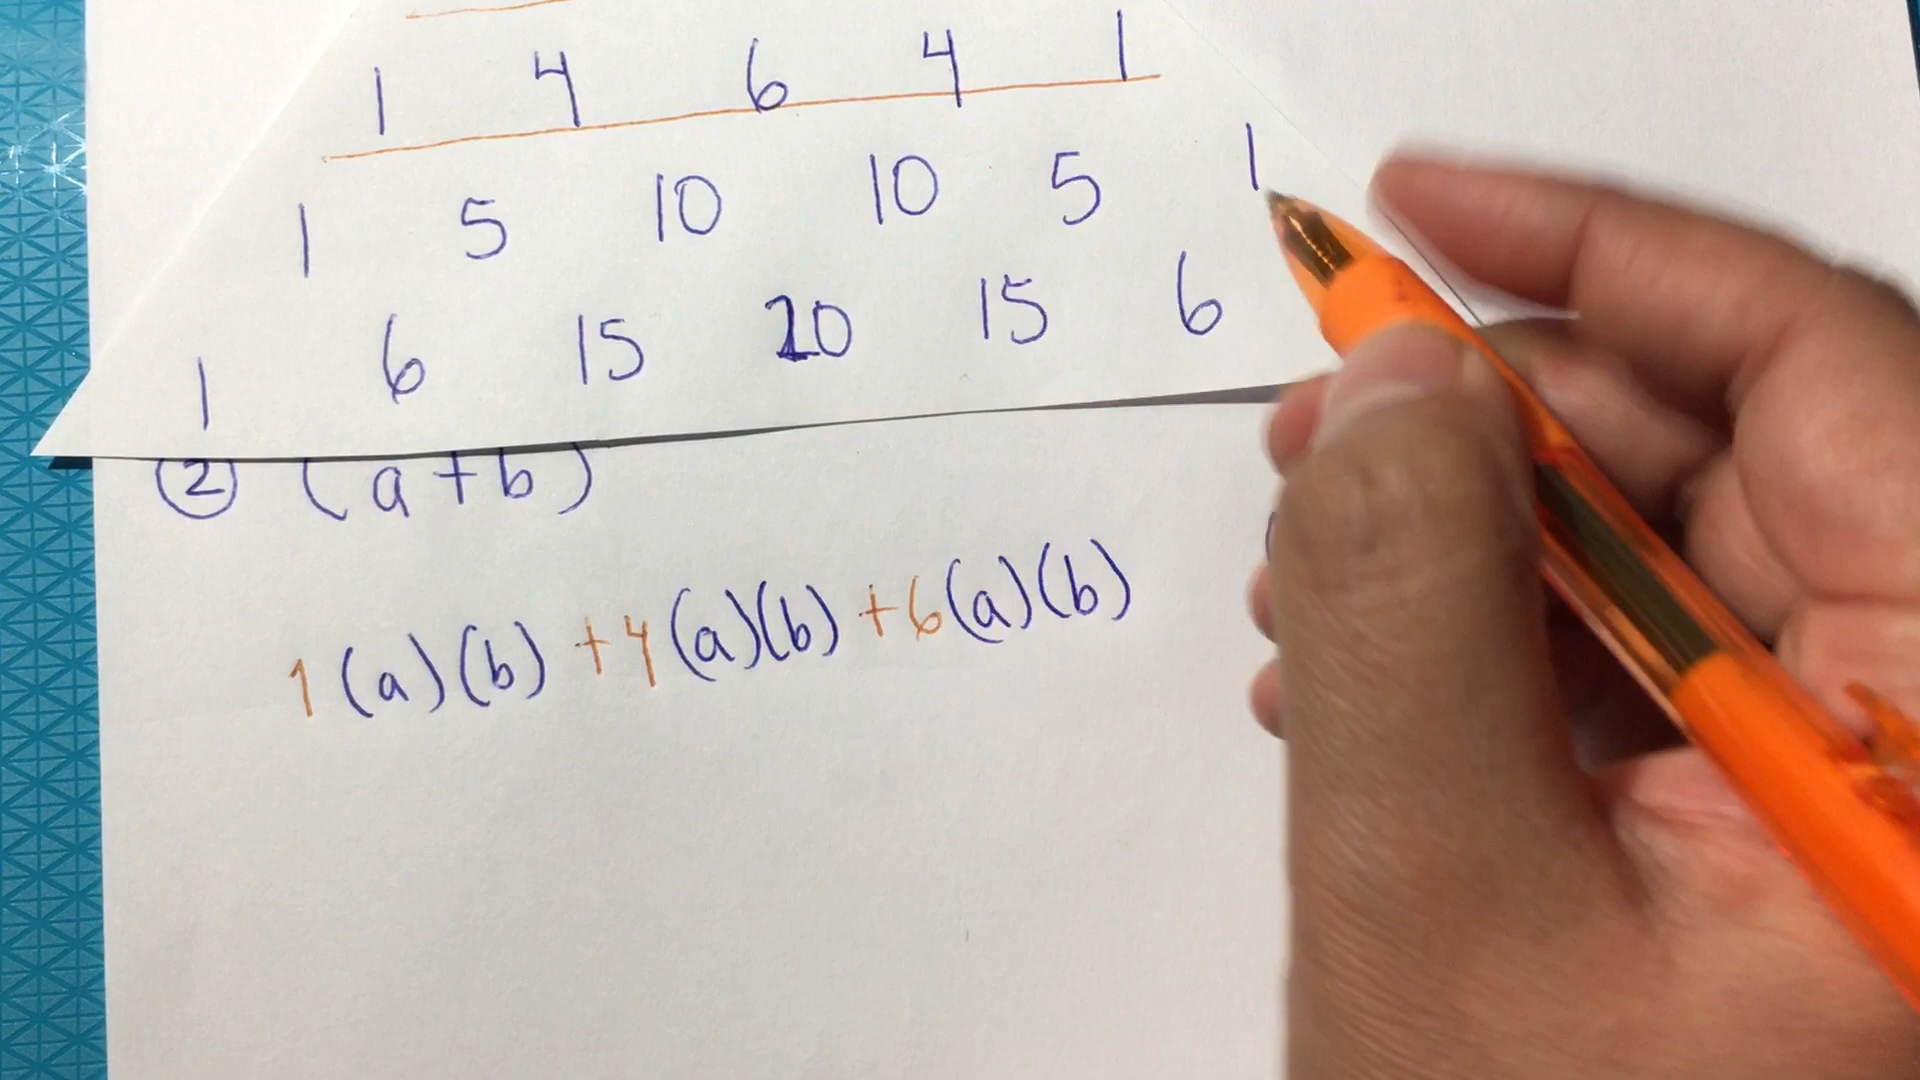 1 4 6 4 1
1 5 10 10 5 1
1 6 15 20 15 6
② (a+b)
1(a)(b)+4(a)(b)+6(a)(b)